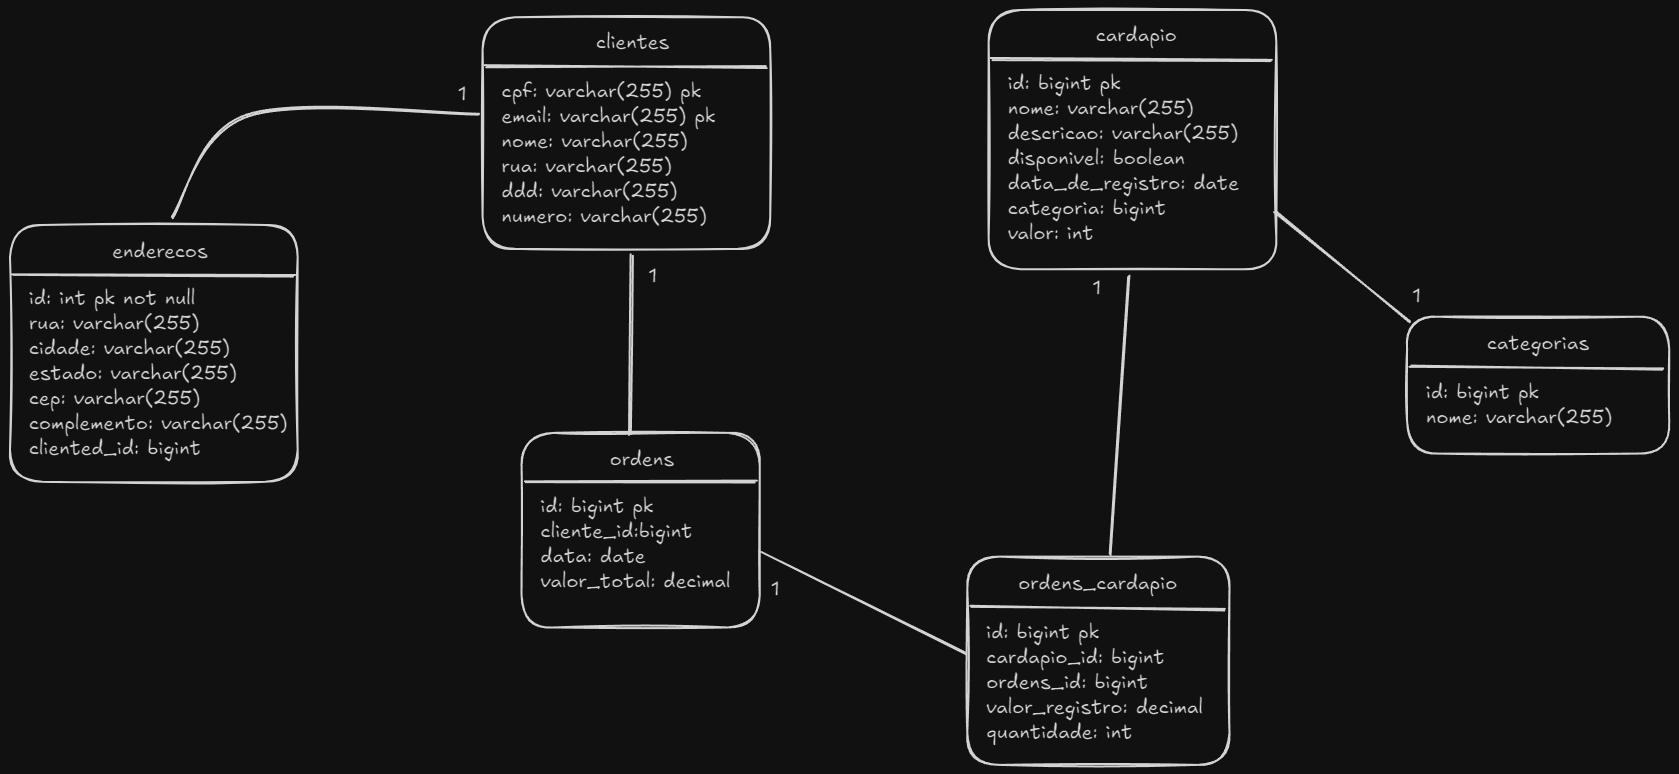 clientes
cpf: varchar(255) pk
email: varchar(255) pk
nome: varchar(255)
rua: varchar(255)
ddd: varchar(255)
numero: varchar(255)
1
1
cardapio
id: bigint pk
nome: varchar(255)
descricao: varchar(255)
disponivel: boolean
data_de_registro: date
categoria: bigint
valor: int
1
1
enderecos
id: int pk not null
rua: varchar(255)
cidade: varchar(255)
estado: varchar(255)
cep: varchar(255)
complemento: varchar(255)
cliented_id: bigint
categorias
id: bigint pk
nome: varchar(255)
ordens
id: bigint pk
cliente_id:bigint
data: date
valor_total: decimal
1
ordens_cardapio
id: bigint pk
cardapio_id: bigint
ordens_id: bigint
valor_registro: decimal
quantidade: int